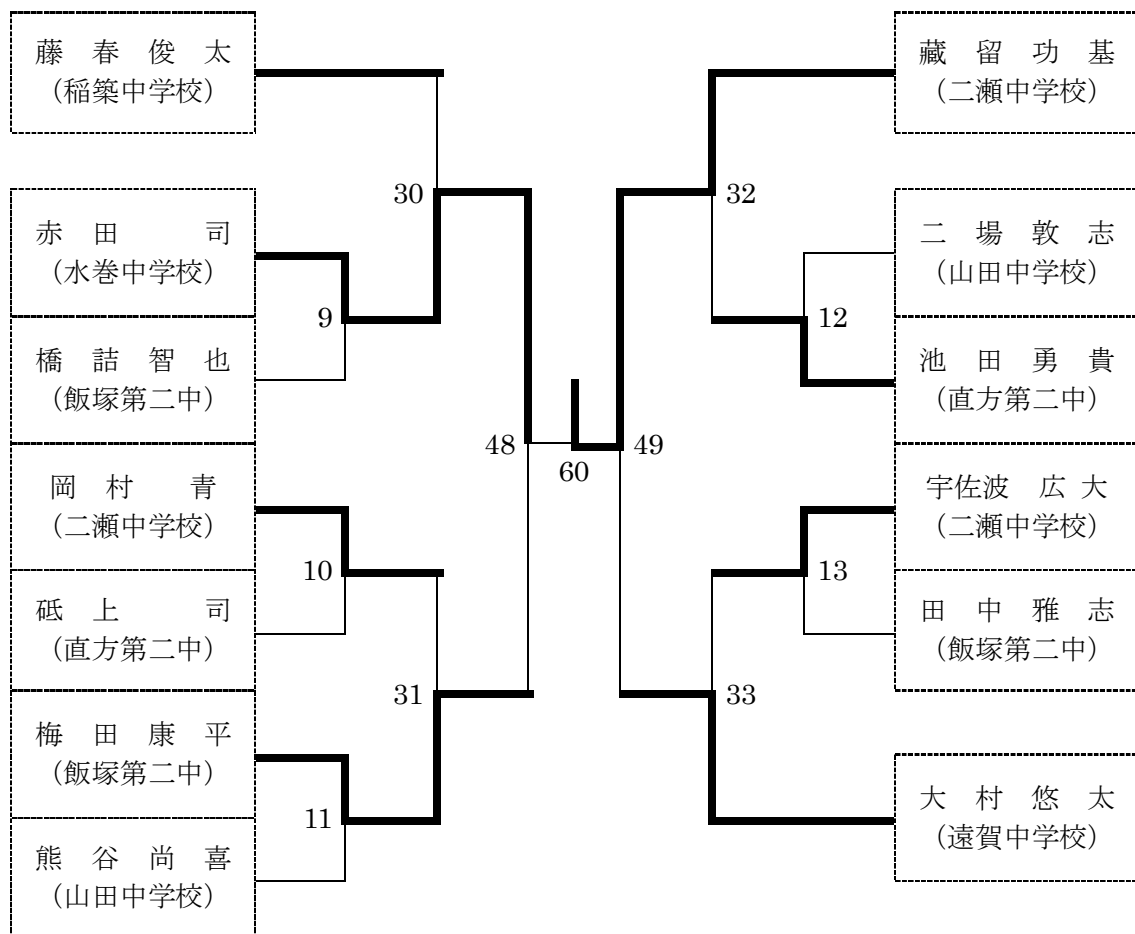 藤春俊太
(稲築中学校)
赤田 司
(水巻中学校)
橋詰智也
(飯塚第二中)
岡村 青
(二瀬中学校)
砥上 司
(直方第二中)
梅田康平
(飯塚第二中)
熊谷尚喜
(山田中学校)
9
10
11
30
31
48
60
49
32
33
12
13
藏留功基
(二瀬中学校)
二場敦志
(山田中学校)
池田勇貴
(直方第二中)
宇佐波 広大
(二瀬中学校)
田中雅志
(飯塚第二中)
大村悠太
(遠賀中学校)